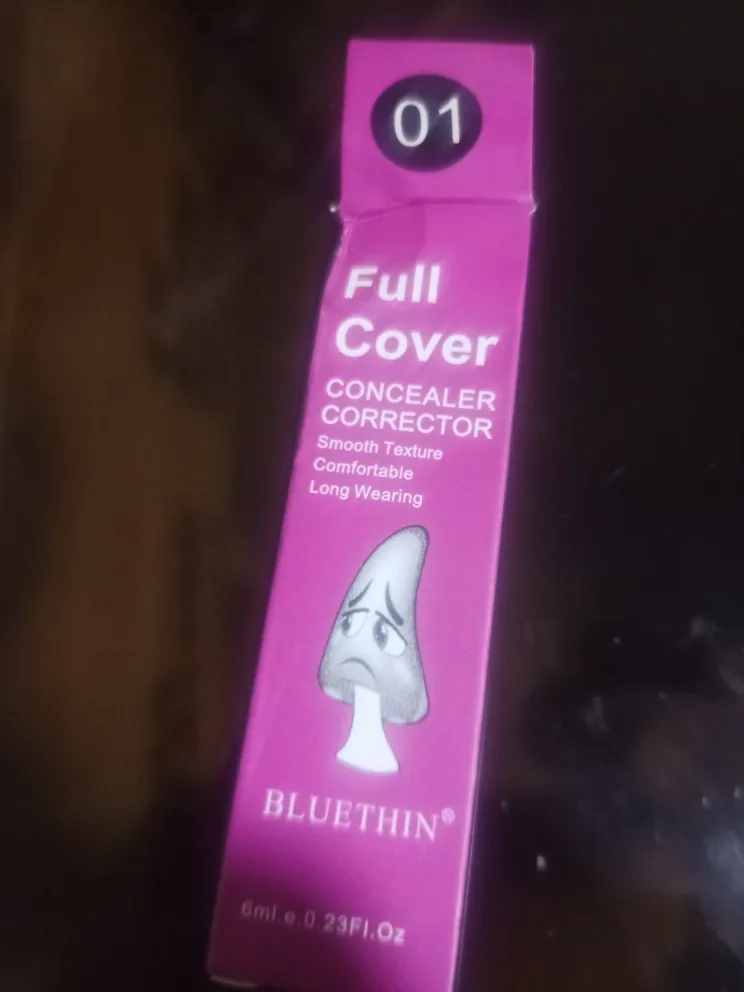 01
Full
Cover
CONCEALER
CORRECTOR
Smooth Texture
Comfortable
Long Wearing
BLUETHIN®
6ml.e.0.23Fl.Oz